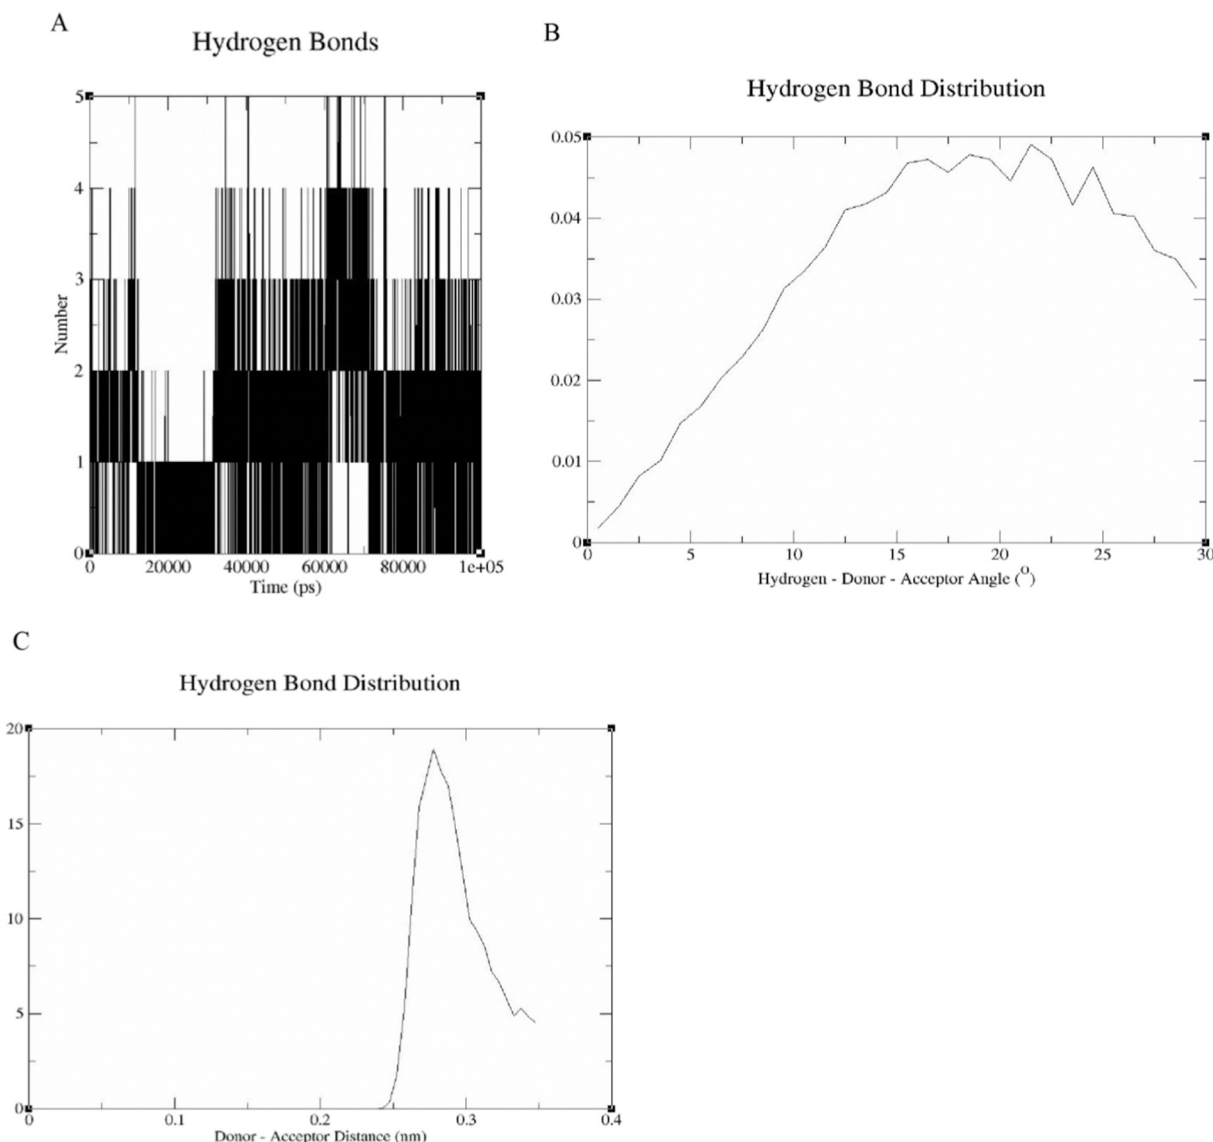 A
Hydrogen Bonds
5
4
3
2
1
0
Number
0 20000 40000 60000 80000 1e+05
Time (ps)
B
Hydrogen Bond Distribution
0.05
0.04
0.03
0.02
0.01
0
0 5 10 15 20 25 30
Hydrogen - Donor - Acceptor Angle (o)
C
Hydrogen Bond Distribution
20
15
10
5
0
0 0.1 0.2 0.3 0.4
Donor - Acceptor Distance (nm)